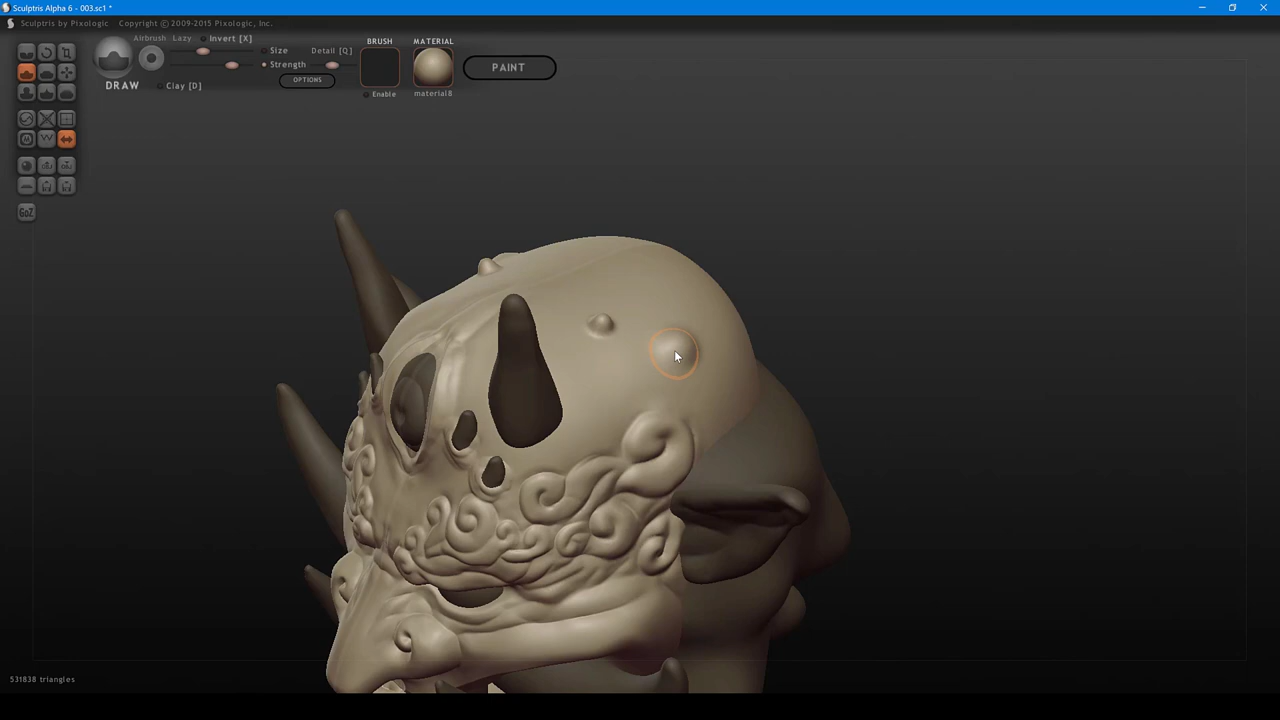 Sculptris Alpha 6 - 003.sc1 *
Sculptris by Pixologic Copyright © 2009-2015 Pixologic, Inc.
Airbrush Lazy Invert [X]
Size Detail [Q]
Strength
DRAW Clay [D] OPTIONS
BRUSH
Enable
MATERIAL
material8
PAINT
GoZ
531838 triangles